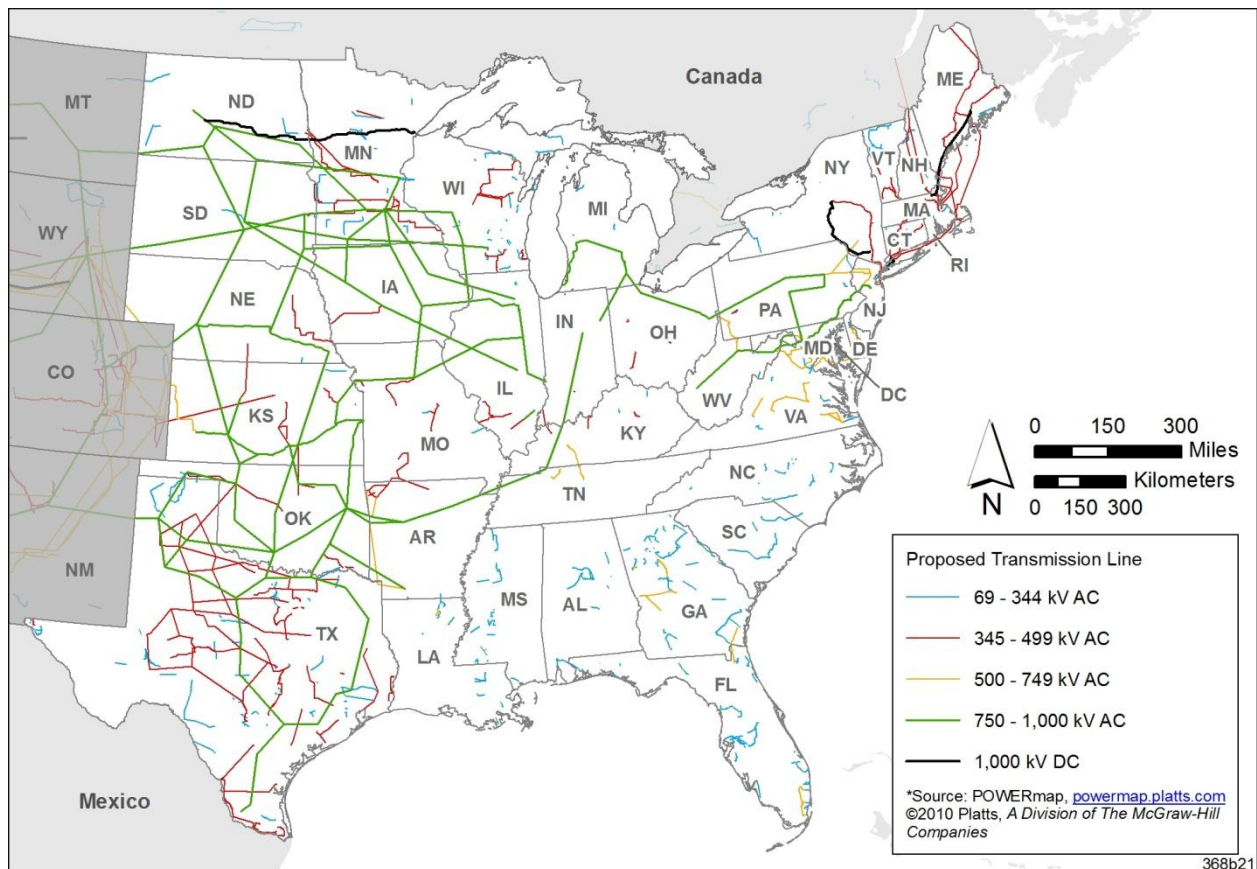 Canada
ME
MT
ND
MN
VT
NH
NY
WI
MI
MA
SD
WY
CT
RI
IA
NE
PA
NJ
IN
OH
MD
DE
CO
IL
DC
WV
KS
VA
MO
KY
0 150 300
Miles
Kilometers
0 150 300
N
NC
TN
OK
AR
SC
NM
MS
AL
GA
TX
LA
FL
Mexico
Proposed Transmission Line
69 - 344 kV AC
345 - 499 kV AC
500 - 749 kV AC
750 - 1,000 kV AC
1,000 kV DC
*Source: POWERmap, powermap.platts.com
©2010 Platts, A Division of The McGraw-Hill
Companies
368b21